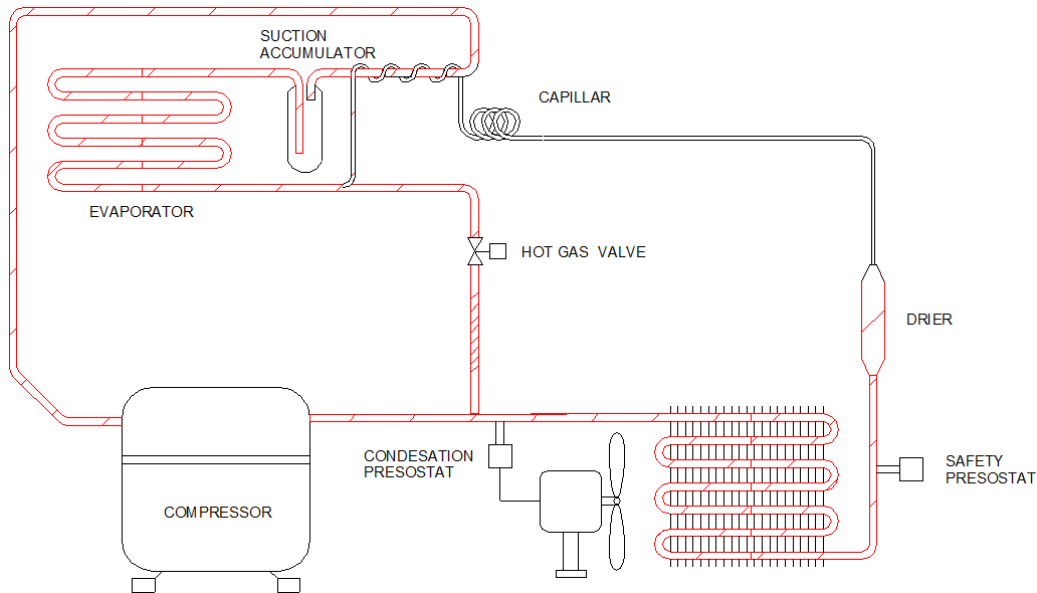 SUCTION
ACCUMULATOR
CAPILLAR
EVAPORATOR
HOT GAS VALVE
DRIER
CONDESATION
PRESOSTAT
SAFETY
PRESOSTAT
COMPRESSOR